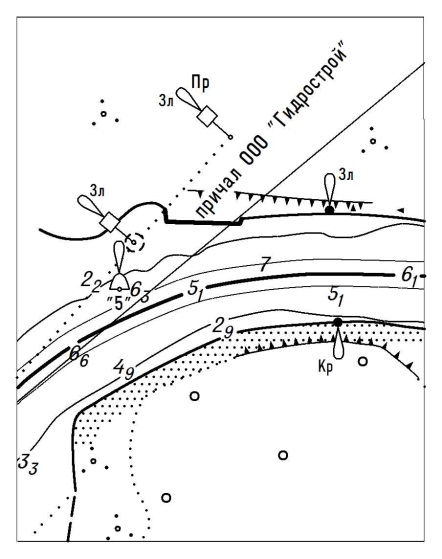 Пр
Зл
причал ООО "Гидрострой"
Зл
Зл
7
2₂
6₃
"5"
5₁
6₁
5₁
6₆
2₉
4₉
Кр
3₃